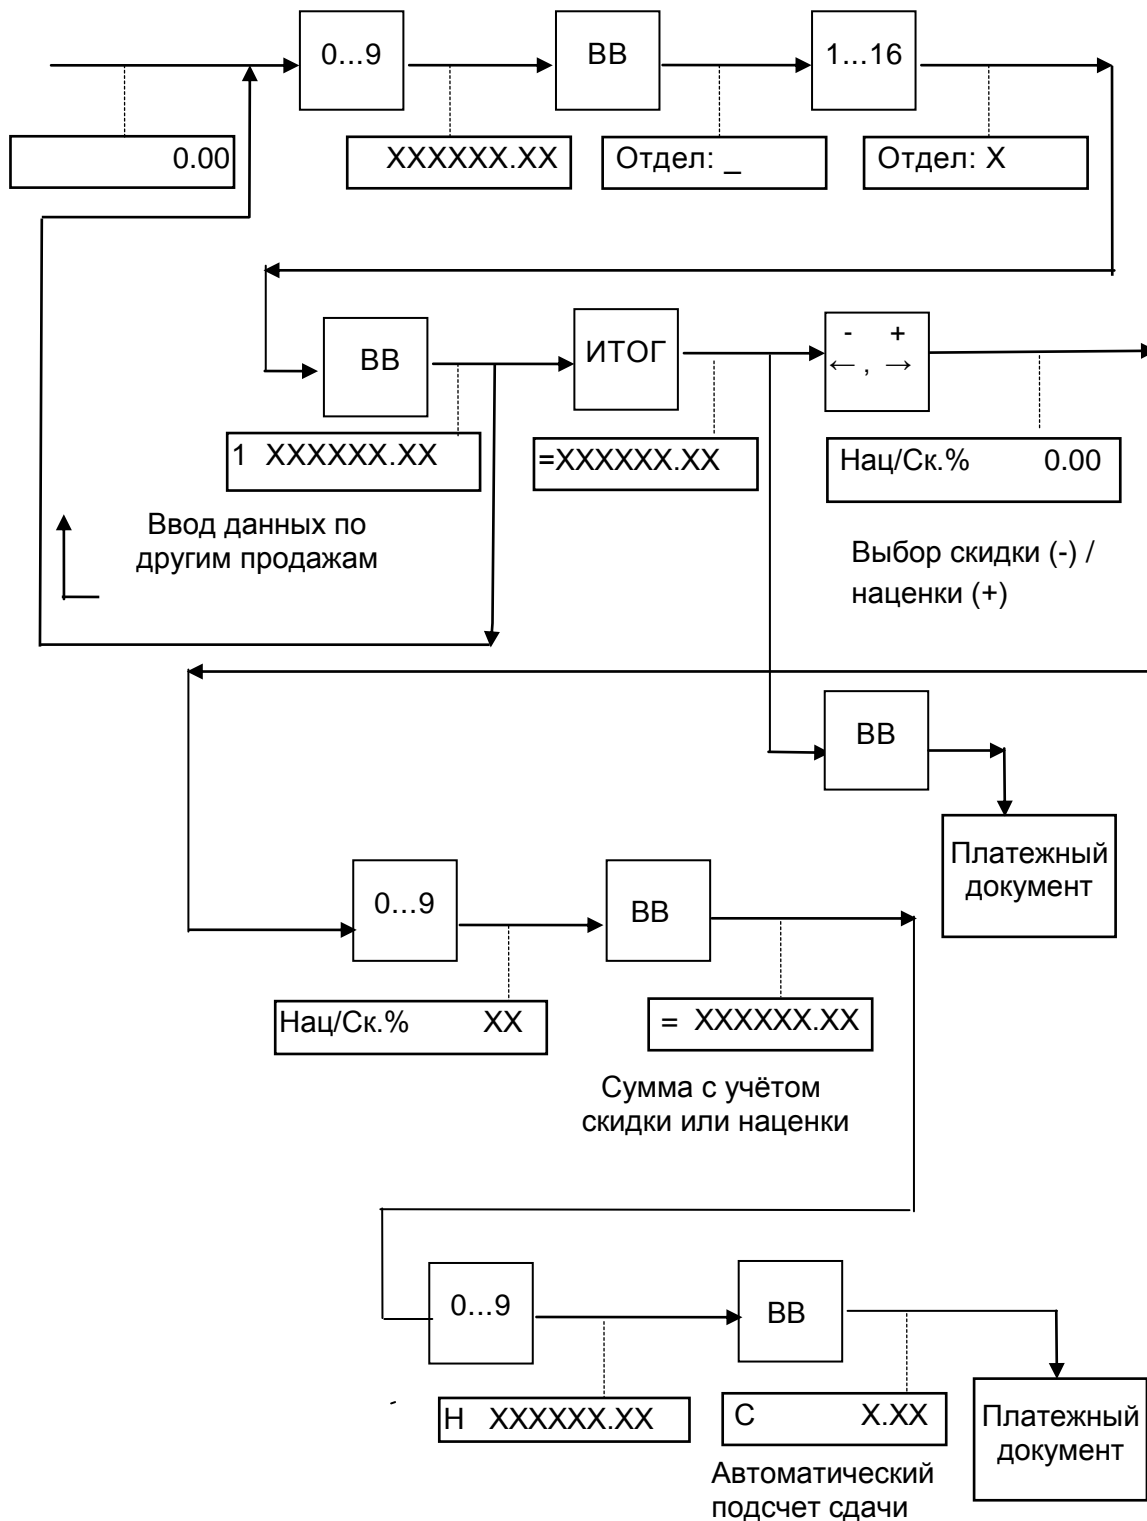 0...9
ВВ
1...16
0.00
XXXXXX.XX
Отдел: _
Отдел: X
ВВ
ИТОГ
- +
← , →
1 XXXXXX.XX
=XXXXXX.XX
Нац/Ск.% 0.00
Ввод данных по
другим продажам
Выбор скидки (-) /
наценки (+)
ВВ
Платежный
документ
0...9
ВВ
Нац/Ск.% XX
= XXXXXX.XX
Сумма с учётом
скидки или наценки
0...9
ВВ
Н XXXXXX.XX
С X.XX
Платежный
документ
Автоматический
подсчет сдачи